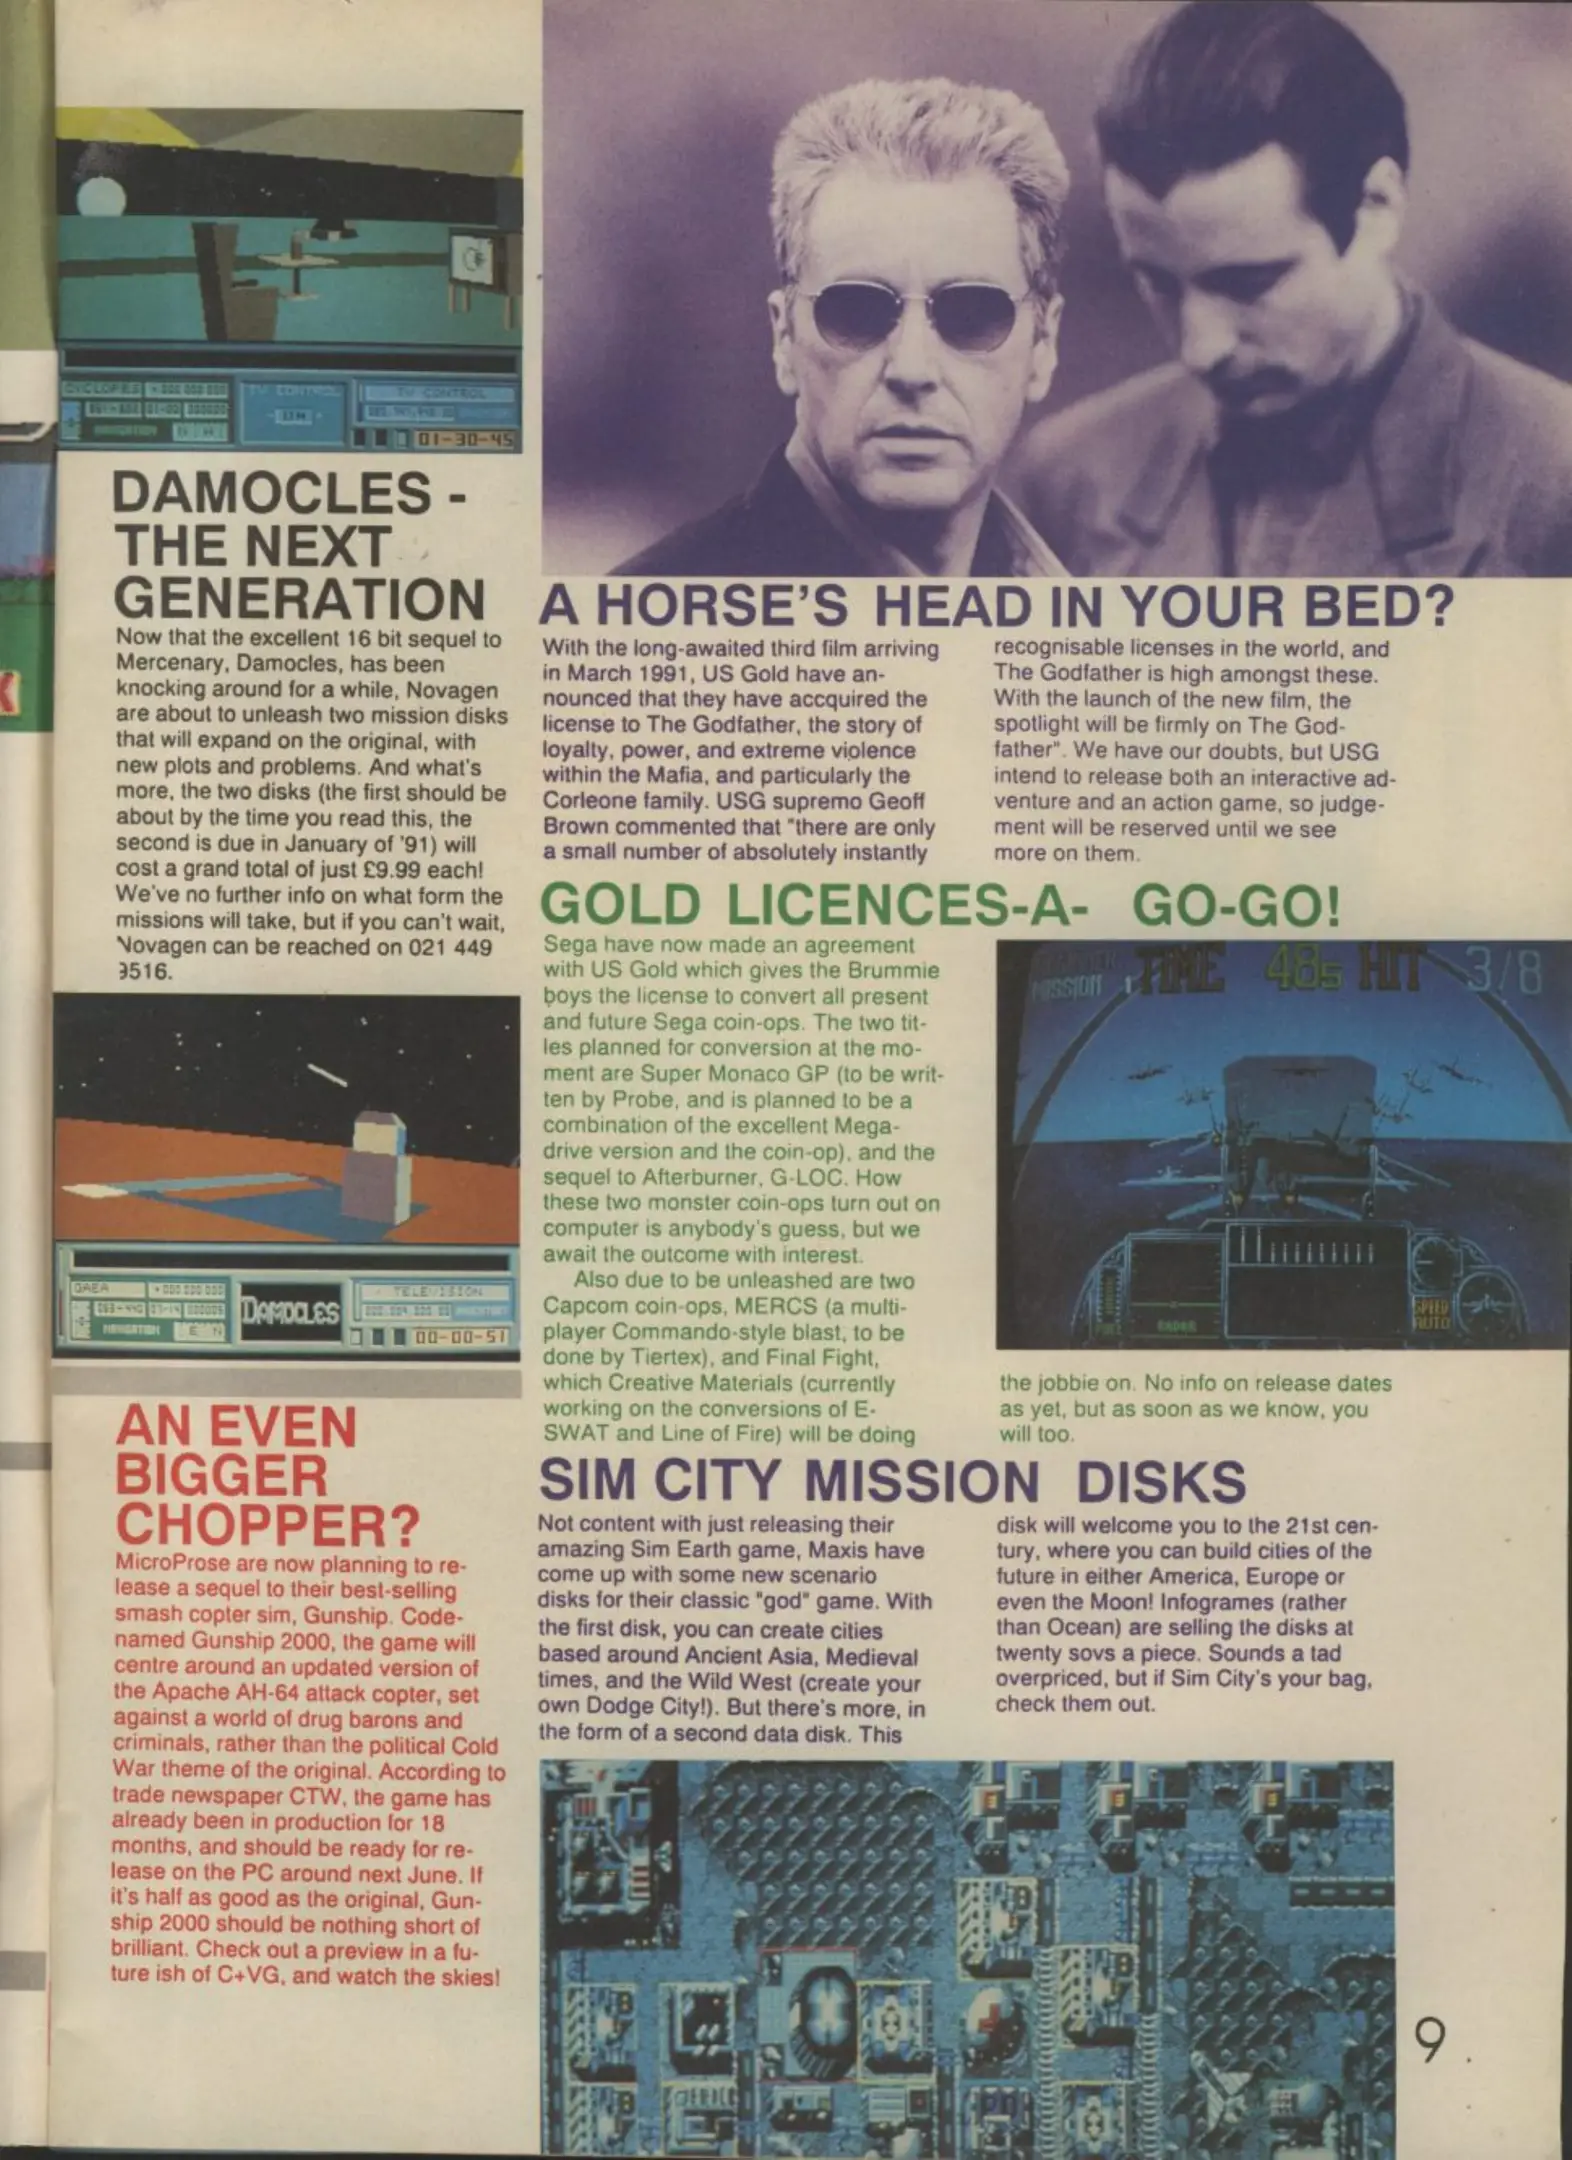 CYCLOPES
TV CONTROL
ON
TV CONTROL
NAVIGATION
01-30-45
DAMOCLES -
THE NEXT
GENERATION
Now that the excellent 16 bit sequel to
Mercenary, Damocles, has been
knocking around for a while, Novagen
are about to unleash two mission disks
that will expand on the original, with
new plots and problems. And what's
more, the two disks (the first should be
about by the time you read this, the
second is due in January of '91) will
cost a grand total of just £9.99 each!
We've no further info on what form the
missions will take, but if you can't wait,
Novagen can be reached on 021 449
9516.
GAEA
TELEVISION
NAVIGATION
E N
DAMOCLES
00-00-51
AN EVEN
BIGGER
CHOPPER?
MicroProse are now planning to re-
lease a sequel to their best-selling
smash copter sim, Gunship. Code-
named Gunship 2000, the game will
centre around an updated version of
the Apache AH-64 attack copter, set
against a world of drug barons and
criminals, rather than the political Cold
War theme of the original. According to
trade newspaper CTW, the game has
already been in production for 18
months, and should be ready for re-
lease on the PC around next June. If
it's half as good as the original, Gun-
ship 2000 should be nothing short of
brilliant. Check out a preview in a fu-
ture ish of C+VG, and watch the skies!
A HORSE'S HEAD IN YOUR BED?
With the long-awaited third film arriving
in March 1991, US Gold have an-
nounced that they have accquired the
license to The Godfather, the story of
loyalty, power, and extreme violence
within the Mafia, and particularly the
Corleone family. USG supremo Geoff
Brown commented that "there are only
a small number of absolutely instantly
recognisable licenses in the world, and
The Godfather is high amongst these.
With the launch of the new film, the
spotlight will be firmly on The God-
father". We have our doubts, but USG
intend to release both an interactive ad-
venture and an action game, so judge-
ment will be reserved until we see
more on them.
GOLD LICENCES-A- GO-GO!
Sega have now made an agreement
with US Gold which gives the Brummie
boys the license to convert all present
and future Sega coin-ops. The two tit-
les planned for conversion at the mo-
ment are Super Monaco GP (to be writ-
ten by Probe, and is planned to be a
combination of the excellent Mega-
drive version and the coin-op), and the
sequel to Afterburner, G-LOC. How
these two monster coin-ops turn out on
computer is anybody's guess, but we
await the outcome with interest.
Also due to be unleashed are two
Capcom coin-ops, MERCS (a multi-
player Commando-style blast, to be
done by Tiertex), and Final Fight,
which Creative Materials (currently
working on the conversions of E-
SWAT and Line of Fire) will be doing
MISSION 1 TIME 48s HIT 3/8
RADAR
SPEED
AUTO
the jobbie on. No info on release dates
as yet, but as soon as we know, you
will too.
SIM CITY MISSION DISKS
Not content with just releasing their
amazing Sim Earth game, Maxis have
come up with some new scenario
disks for their classic "god" game. With
the first disk, you can create cities
based around Ancient Asia, Medieval
times, and the Wild West (create your
own Dodge City!). But there's more, in
the form of a second data disk. This
disk will welcome you to the 21st cen-
tury, where you can build cities of the
future in either America, Europe or
even the Moon! Infogrames (rather
than Ocean) are selling the disks at
twenty sovs a piece. Sounds a tad
overpriced, but if Sim City's your bag,
check them out.
9